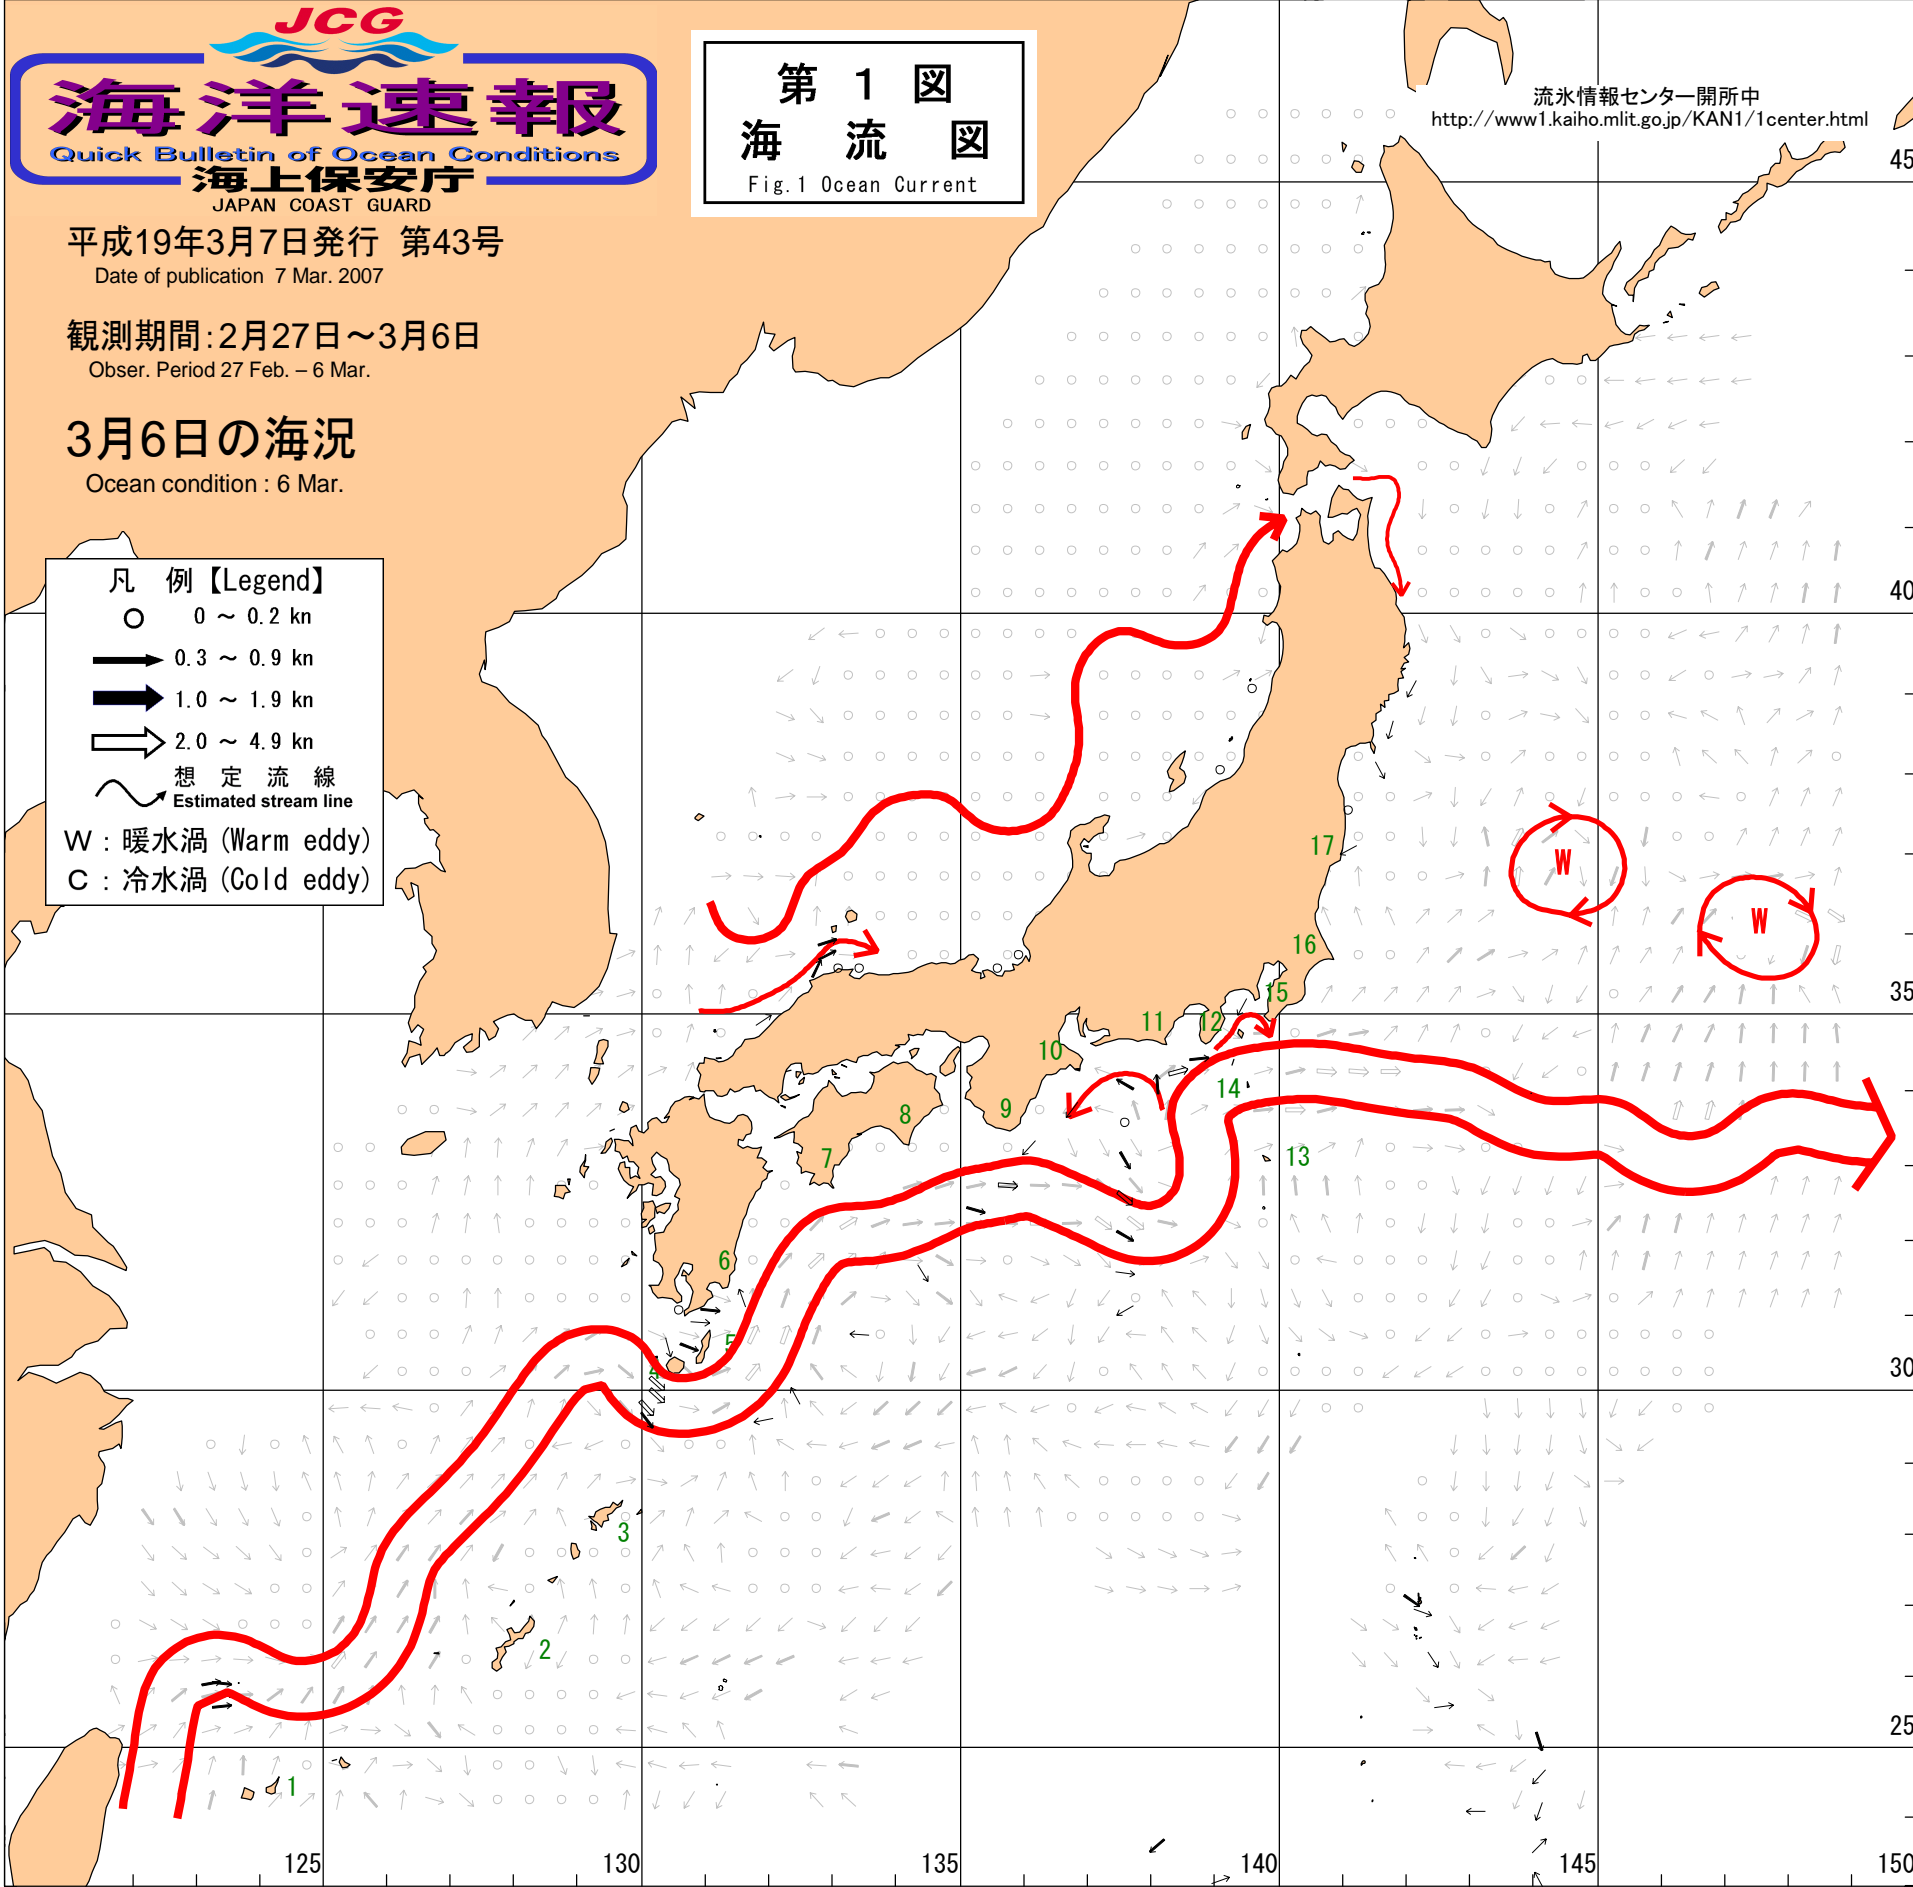 JCG
海洋速報
Quick Bulletin of Ocean Conditions
海上保安庁
JAPAN COAST GUARD
平成19年3月7日発行 第43号
Date of publication 7 Mar. 2007
観測期間:2月27日～3月6日
Obser. Period 27 Feb. – 6 Mar.
3月6日の海況
Ocean condition : 6 Mar.
第 1 図
海 流 図
Fig.1 Ocean Current
流氷情報センター開所中
http://www1.kaiho.mlit.go.jp/KAN1/1center.html
凡 例【Legend】
0 ～ 0.2 kn
0.3 ～ 0.9 kn
1.0 ～ 1.9 kn
2.0 ～ 4.9 kn
想 定 流 線
Estimated stream line
W : 暖水渦 (Warm eddy)
C : 冷水渦 (Cold eddy)
45
40
17
W
W
16
35
15
12
11
10
14
9
8
13
7
6
5
4
30
3
2
25
1
125
130
135
140
145
150